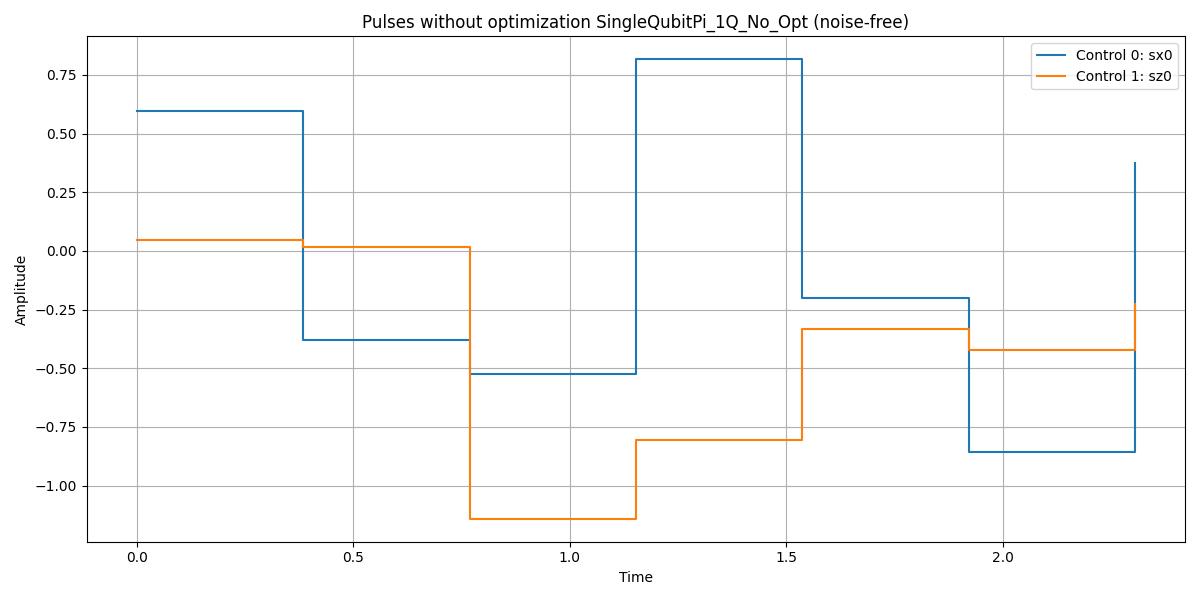 Pulses without optimization SingleQubitPi_1Q_No_Opt (noise-free)
Control 0: sx0
Control 1: sz0
0.75
0.50
0.25
0.00
−0.25
−0.50
−0.75
−1.00
Amplitude
0.0 0.5 1.0 1.5 2.0
Time